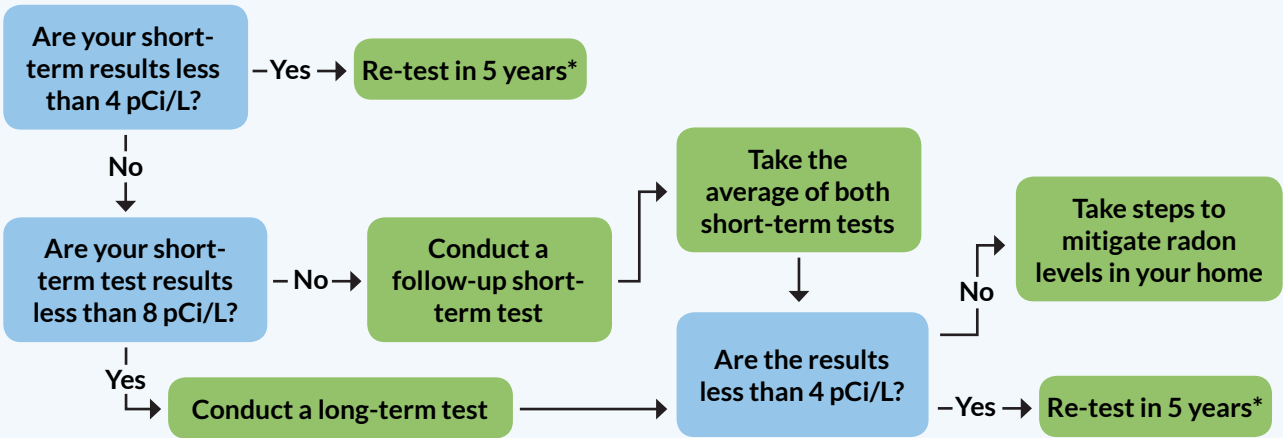 Are your short-
term results less
than 4 pCi/L?
Yes
Re-test in 5 years*
No
Are your short-
term test results
less than 8 pCi/L?
No
Conduct a
follow-up short-
term test
Take the
average of both
short-term tests
Yes
Conduct a long-term test
Are the results
less than 4 pCi/L?
No
Take steps to
mitigate radon
levels in your home
Yes
Re-test in 5 years*